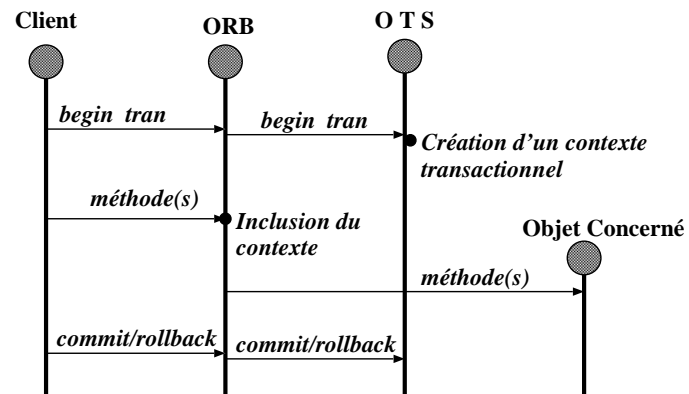 Client
ORB
O T S
begin tran
begin tran
Création d'un contexte
transactionnel
méthode(s)
Inclusion du
contexte
Objet Concerné
méthode(s)
commit/rollback
commit/rollback